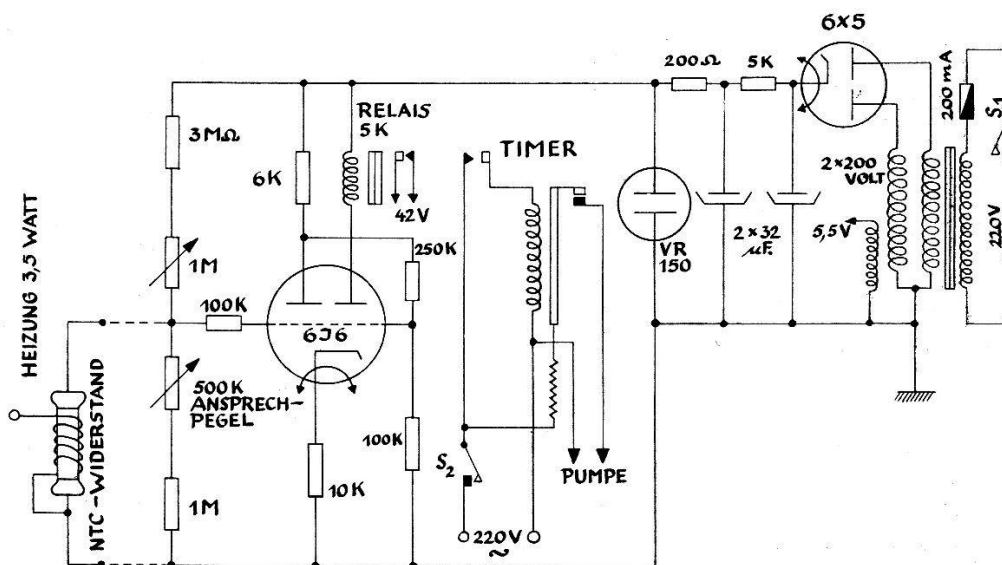 6X5
200Ω
5K
200 mA
S₁
3MΩ
RELAIS
5K
6K
42V
TIMER
2×200
VOLT
220V
VR
150
2×32
μF.
5,5V
1M
250K
100K
6J6
HEIZUNG 3,5 WATT
NTC-WIDERSTAND
500K
ANSPRECH-
PEGEL
100K
S₂
PUMPE
1M
10K
220V
~